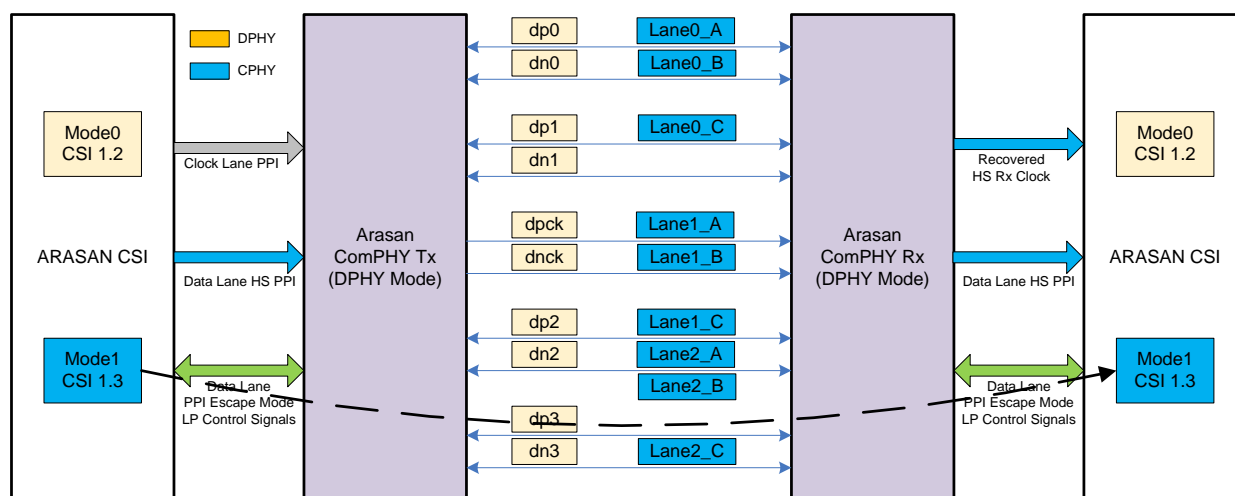 DPHY
CPHY
Mode0
CSI 1.2
ARASAN CSI
Mode1
CSI 1.3
Clock Lane PPI
Data Lane HS PPI
Data Lane
PPI Escape Mode
LP Control Signals
Arasan
ComPHY Tx
(DPHY Mode)
dp0 Lane0_A
dn0 Lane0_B
dp1 Lane0_C
dn1
dpck Lane1_A
dnck Lane1_B
dp2 Lane1_C
dn2 Lane2_A
Lane2_B
dp3
dn3 Lane2_C
Arasan
ComPHY Rx
(DPHY Mode)
Recovered
HS Rx Clock
Data Lane HS PPI
Data Lane
PPI Escape Mode
LP Control Signals
Mode0
CSI 1.2
ARASAN CSI
Mode1
CSI 1.3